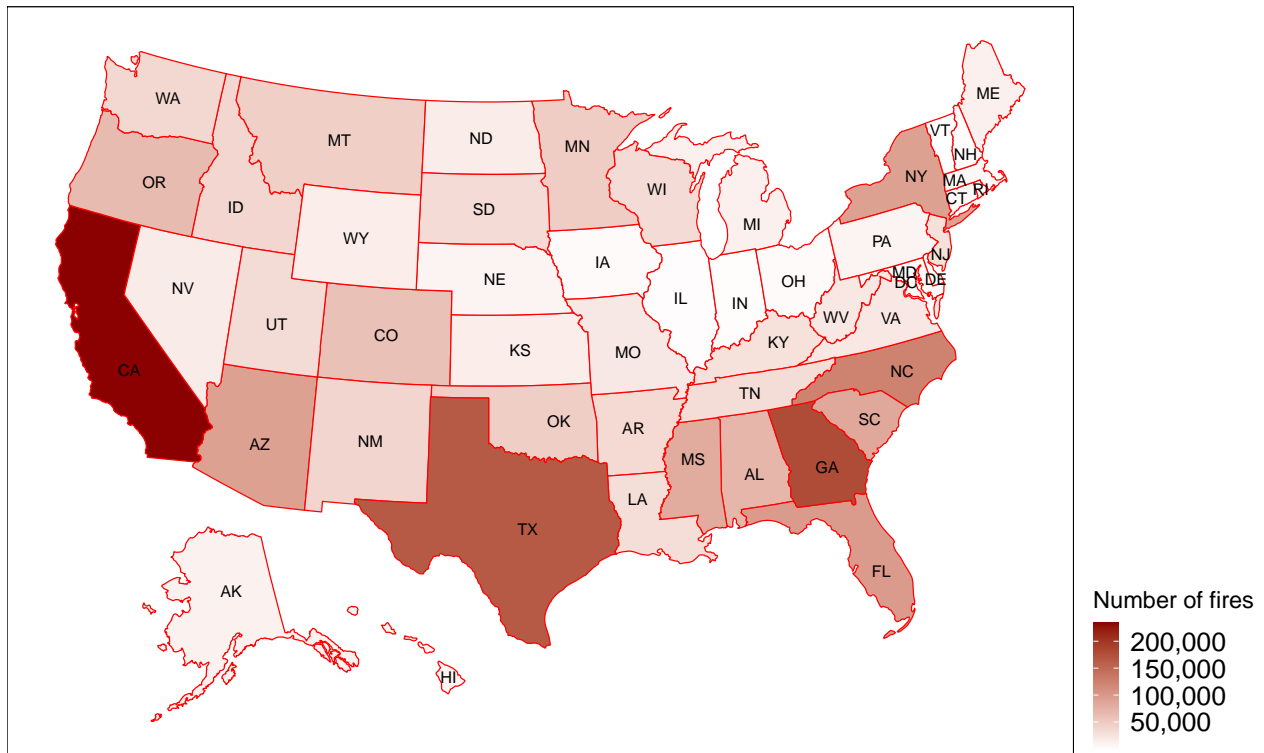 ME
WA
VT
ND
MT
MN
NH
NY
MA
OR
WI
RI
CT
ID
SD
MI
WY
PA
NJ
IA
OH
MD
NE
DE
DC
NV
IL
IN
UT
WV
VA
CO
KY
KS
MO
CA
NC
TN
OK
SC
AR
AZ
NM
MS
GA
AL
LA
TX
FL
AK
HI
Number of fires
200,000
150,000
100,000
50,000